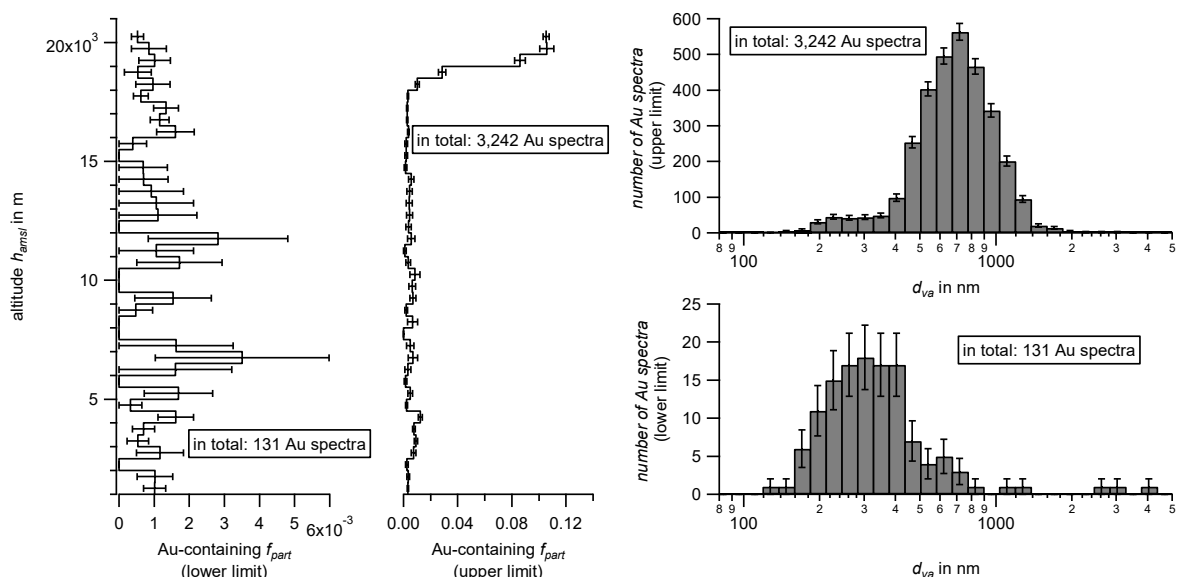 20x10³
15
10
5
altitude h_amsl in m
in total: 131 Au spectra
0 1 2 3 4 5 6x10⁻³
Au-containing f_part
(lower limit)
in total: 3,242 Au spectra
0.00 0.04 0.08 0.12
Au-containing f_part
(upper limit)
600
500
400
300
200
100
0
number of Au spectra
(upper limit)
in total: 3,242 Au spectra
8 9 100 2 3 4 5 6 7 8 9 1000 2 3 4 5
d_va in nm
25
20
15
10
5
0
number of Au spectra
(lower limit)
in total: 131 Au spectra
8 9 100 2 3 4 5 6 7 8 9 1000 2 3 4 5
d_va in nm